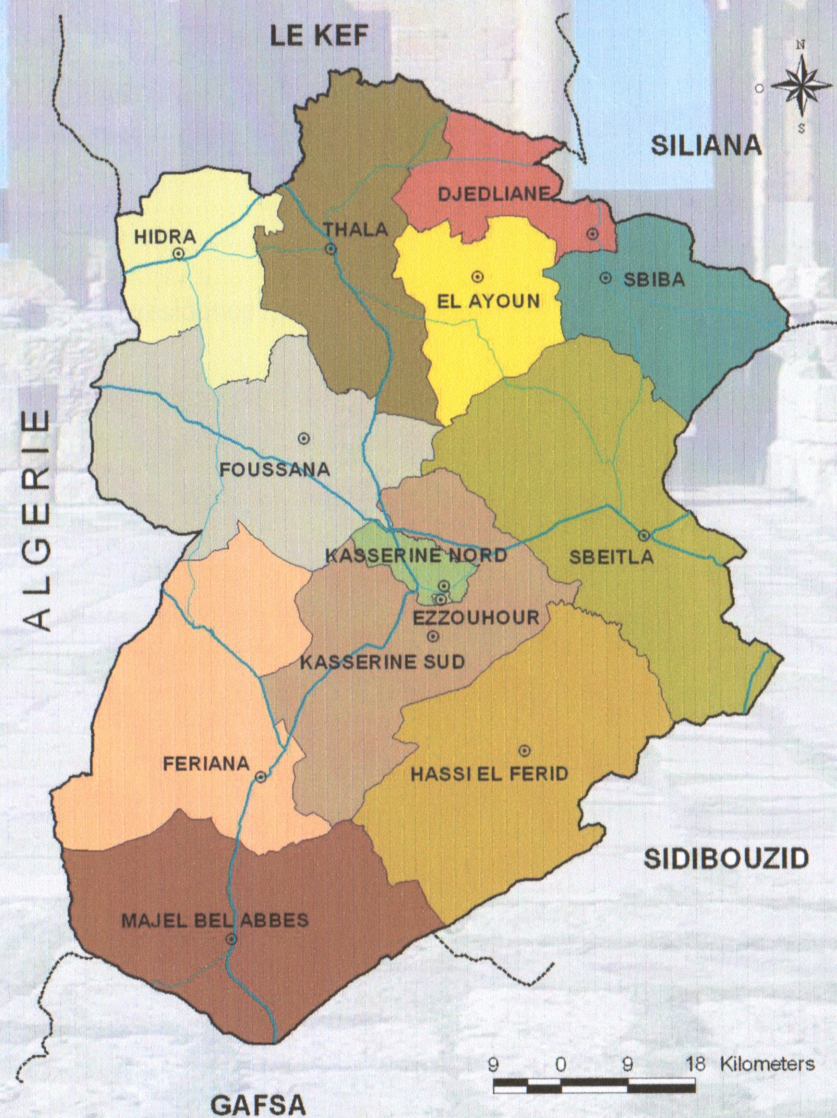 LE KEF
N
O
S
SILIANA
DJEDLIANE
HIDRA
THALA
SBIBA
EL AYOUN
ALGERIE
FOUSSANA
KASSERINE NORD
SBEITLA
EZZOUHOUR
KASSERINE SUD
FERIANA
HASSI EL FERID
SIDIBOUZID
MAJEL BEL ABBES
9 0 9 18 Kilometers
GAFSA